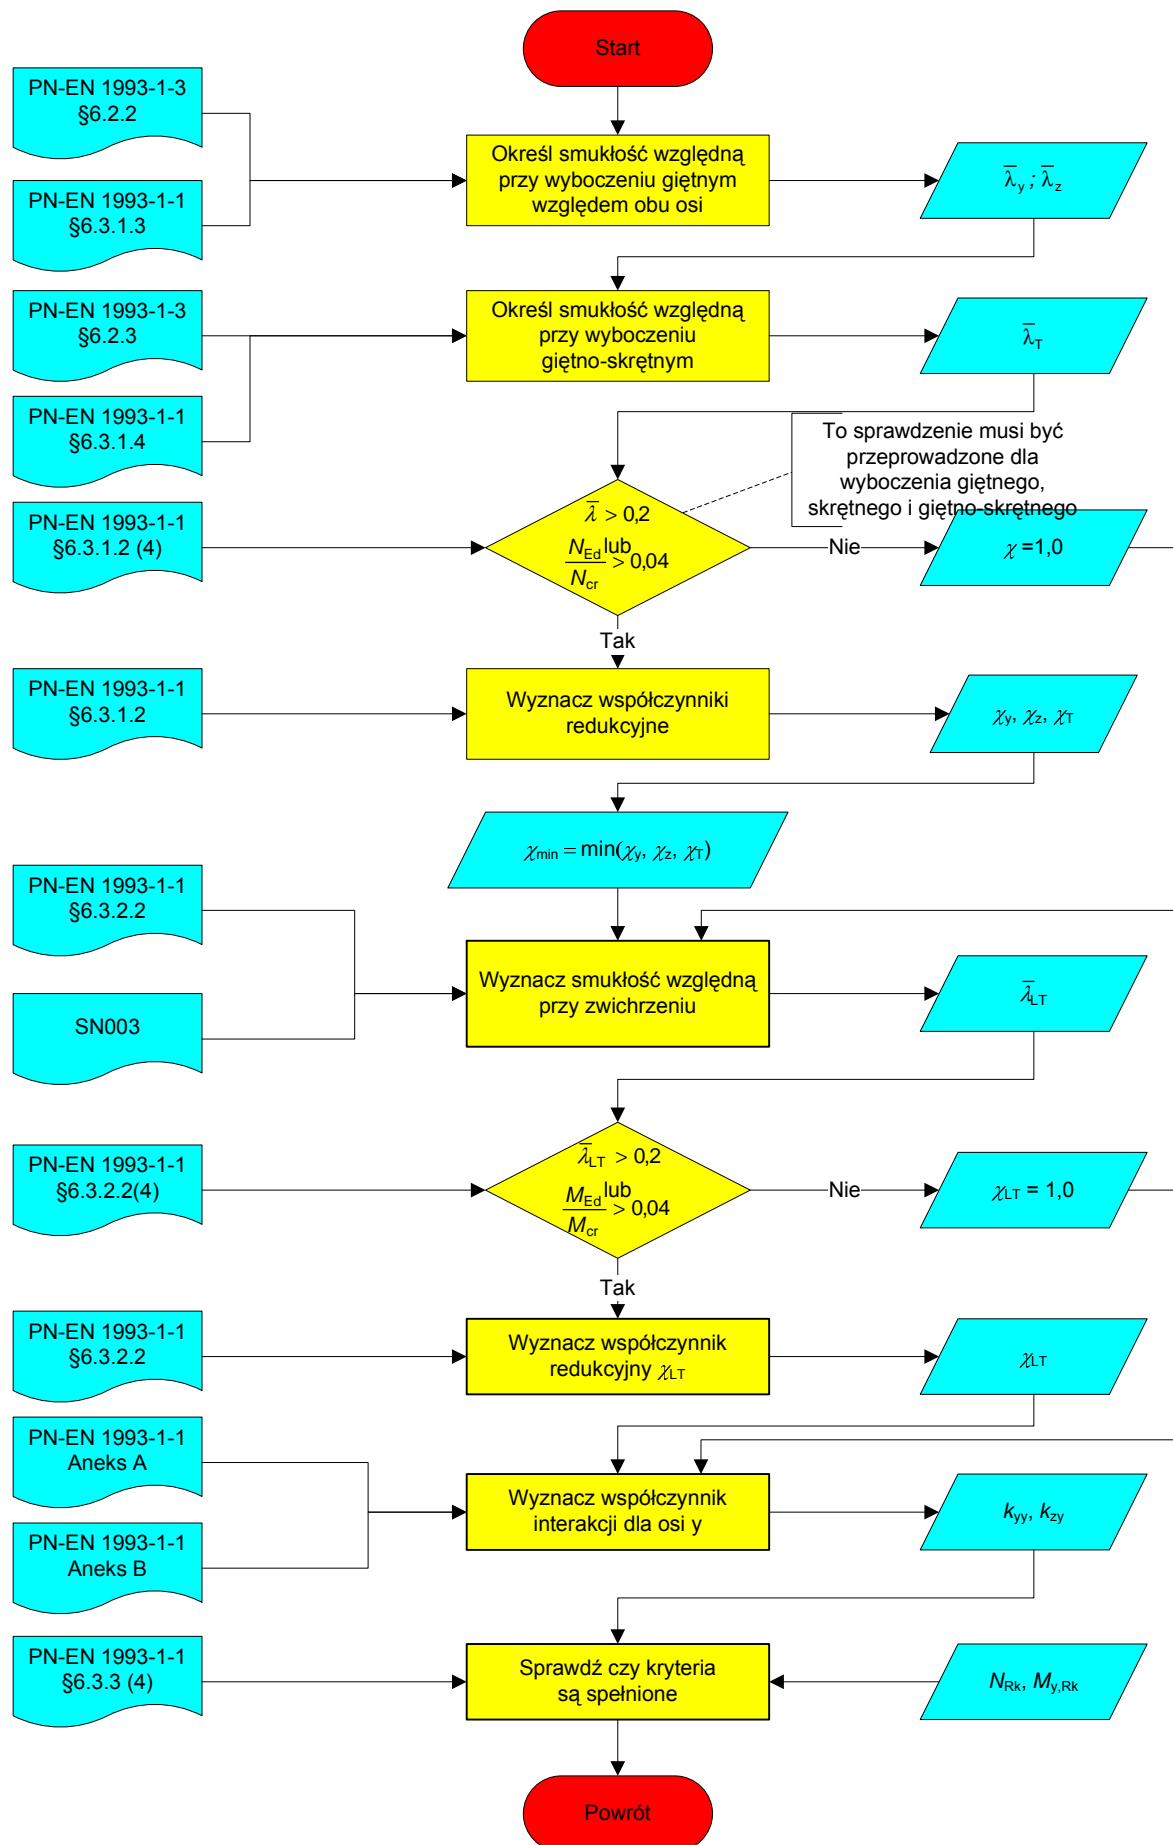 Start
PN-EN 1993-1-3
§6.2.2
PN-EN 1993-1-1
§6.3.1.3
Określ smukłość względną
przy wyboczeniu giętnym
względem obu osi
λ̅y ; λ̅z
PN-EN 1993-1-3
§6.2.3
PN-EN 1993-1-1
§6.3.1.4
Określ smukłość względną
przy wyboczeniu
giętno-skrętnym
λ̅T
To sprawdzenie musi być
przeprowadzone dla
wyboczenia giętnego,
skrętnego i giętno-skrętnego
PN-EN 1993-1-1
§6.3.1.2 (4)
λ̅ > 0,2
lub
NEd/Ncr > 0,04
Nie
χ =1,0
Tak
PN-EN 1993-1-1
§6.3.1.2
Wyznacz współczynniki
redukcyjne
χy, χz, χT
χmin = min(χy, χz, χT)
PN-EN 1993-1-1
§6.3.2.2
SN003
Wyznacz smukłość względną
przy zwichrzeniu
λ̅LT
PN-EN 1993-1-1
§6.3.2.2(4)
λ̅LT > 0,2
lub
MEd/Mcr > 0,04
Nie
χLT = 1,0
Tak
PN-EN 1993-1-1
§6.3.2.2
Wyznacz współczynnik
redukcyjny χLT
χLT
PN-EN 1993-1-1
Aneks A
PN-EN 1993-1-1
Aneks B
Wyznacz współczynnik
interakcji dla osi y
kyy, kzy
PN-EN 1993-1-1
§6.3.3 (4)
Sprawdź czy kryteria
są spełnione
NRk, My,Rk
Powrót